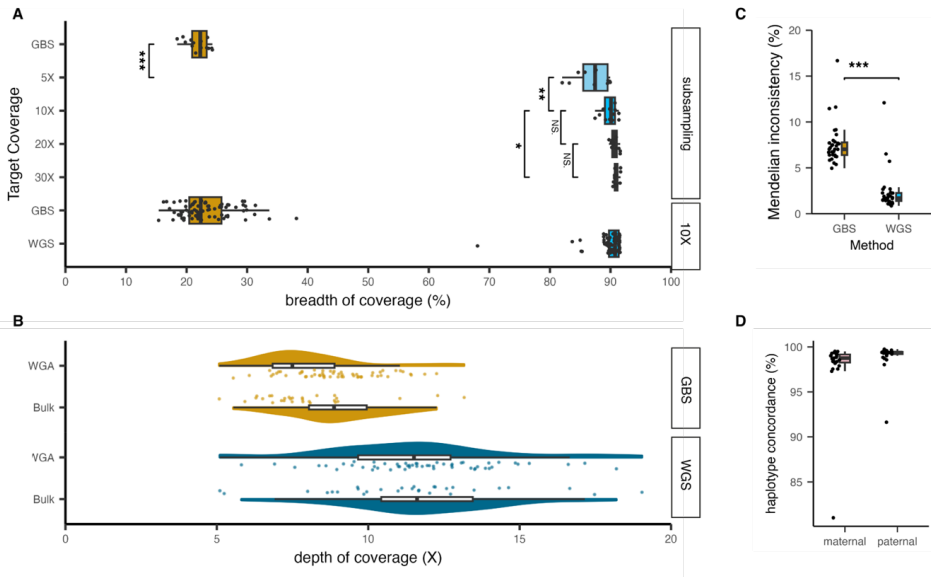 A
Target Coverage
GBS
5X
10X
20X
30X
GBS
WGS
***
**
NS.
*
NS.
subsampling
10X
0 10 20 30 40 50 60 70 80 90 100
breadth of coverage (%)
B
WGA
Bulk
WGA
Bulk
GBS
WGS
0 5 10 15 20
depth of coverage (X)
C
Mendelian inconsistency (%)
20
15
10
5
0
***
GBS WGS
Method
D
haplotype concordance (%)
100
95
90
85
maternal paternal